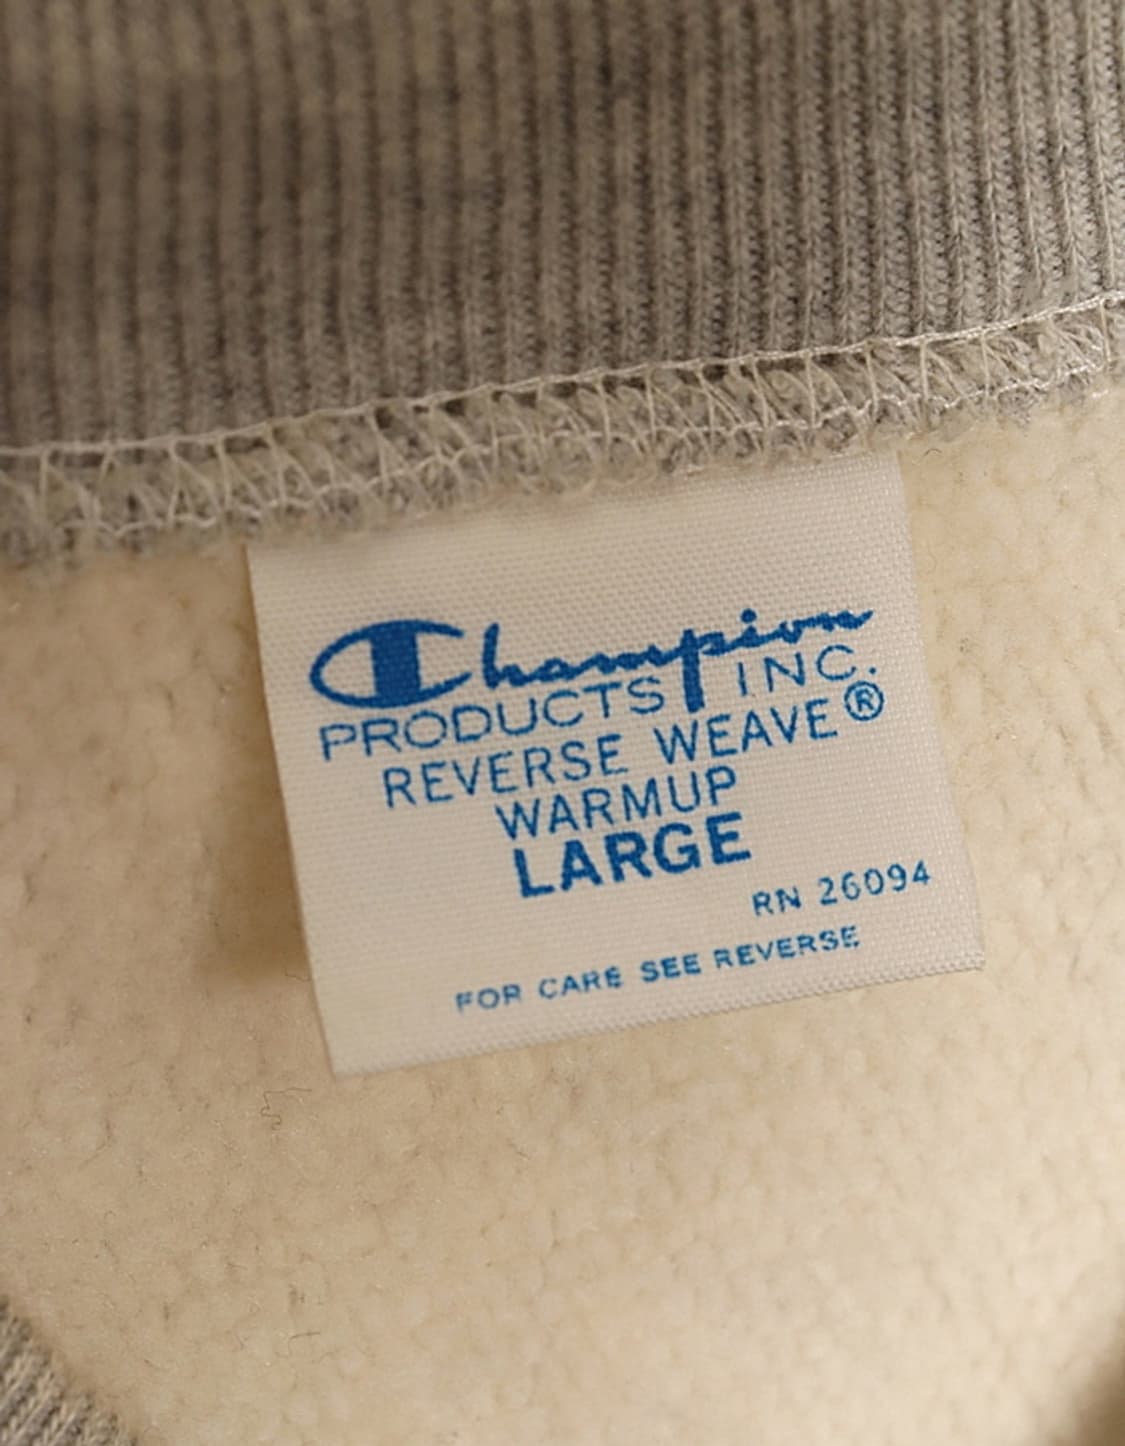 Champion
PRODUCTS INC.
REVERSE WEAVE®
WARMUP
LARGE
RN 26094
FOR CARE SEE REVERSE